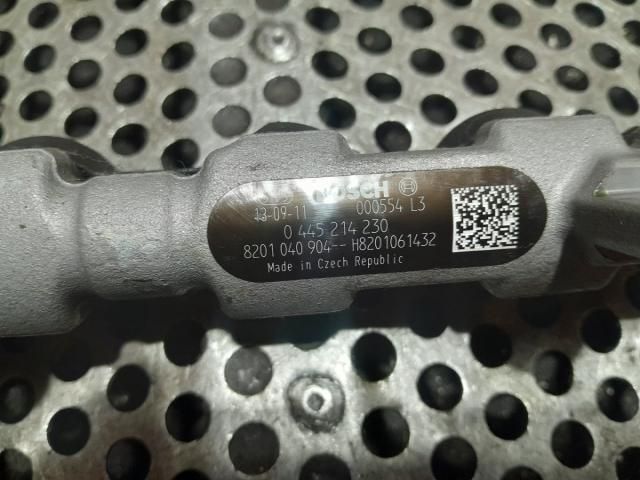 BOSCH
13-09-11 000554 L3
0 445 214 230
8201 040 904-- H8201061432
Made in Czech Republic